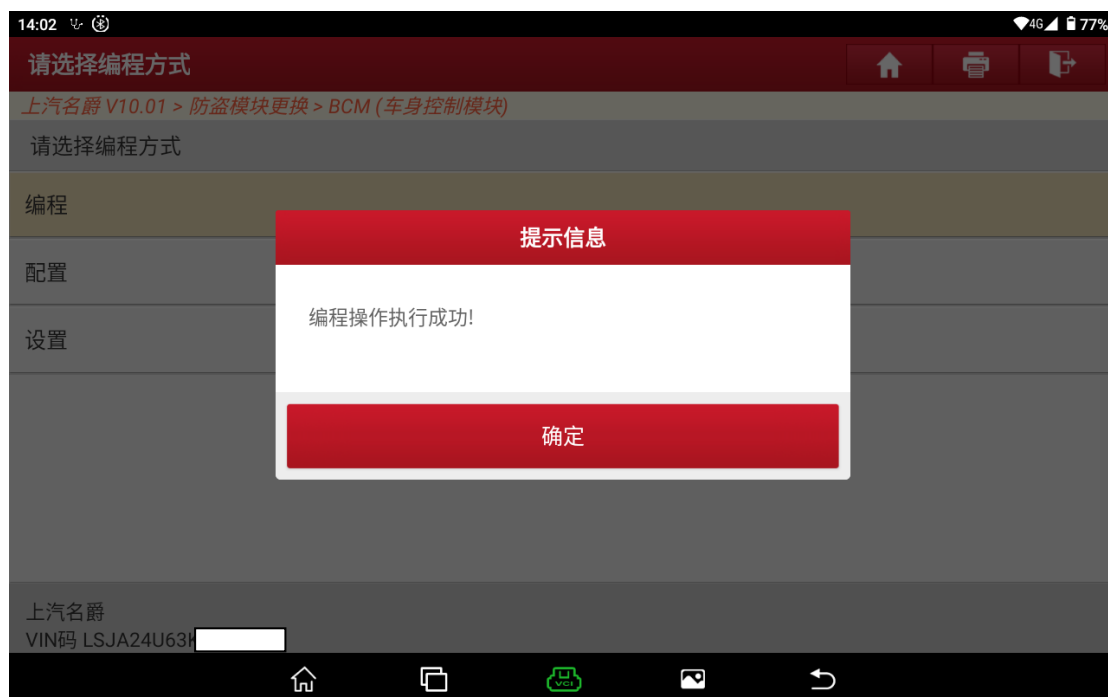 14:02 4G 77%
请选择编程方式
上汽名爵 V10.01 > 防盗模块更换 > BCM (车身控制模块)
请选择编程方式
编程
配置
设置
提示信息
编程操作执行成功!
确定
上汽名爵
VIN码 LSJA24U63
VCI